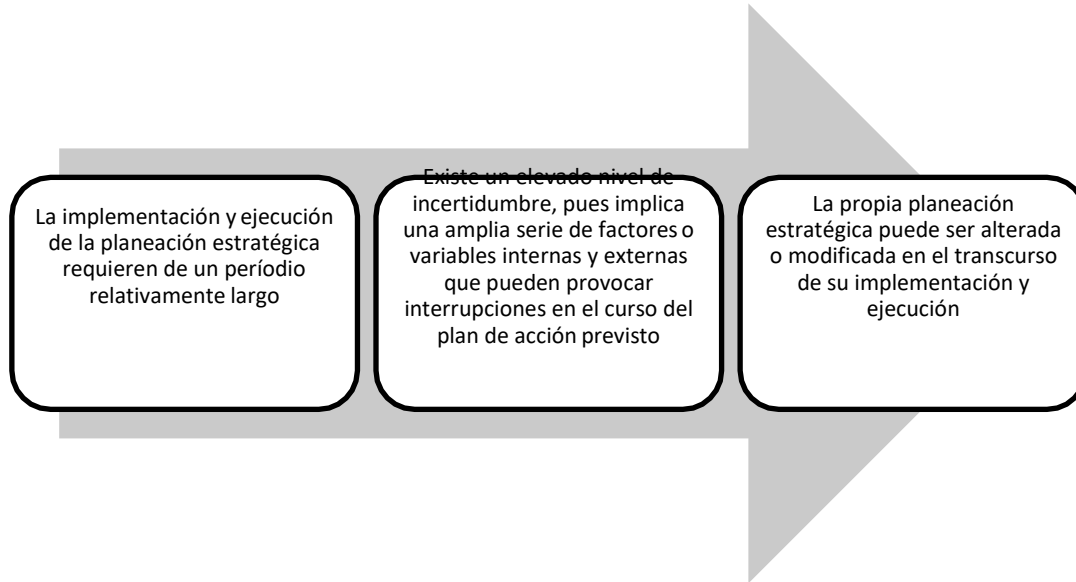 La implementación y ejecución
de la planeación estratégica
requieren de un período
relativamente largo
Existe un elevado nivel de
incertidumbre, pues implica
una amplia serie de factores o
variables internas y externas
que pueden provocar
interrupciones en el curso del
plan de acción previsto
La propia planeación
estratégica puede ser alterada
o modificada en el transcurso
de su implementación y
ejecución